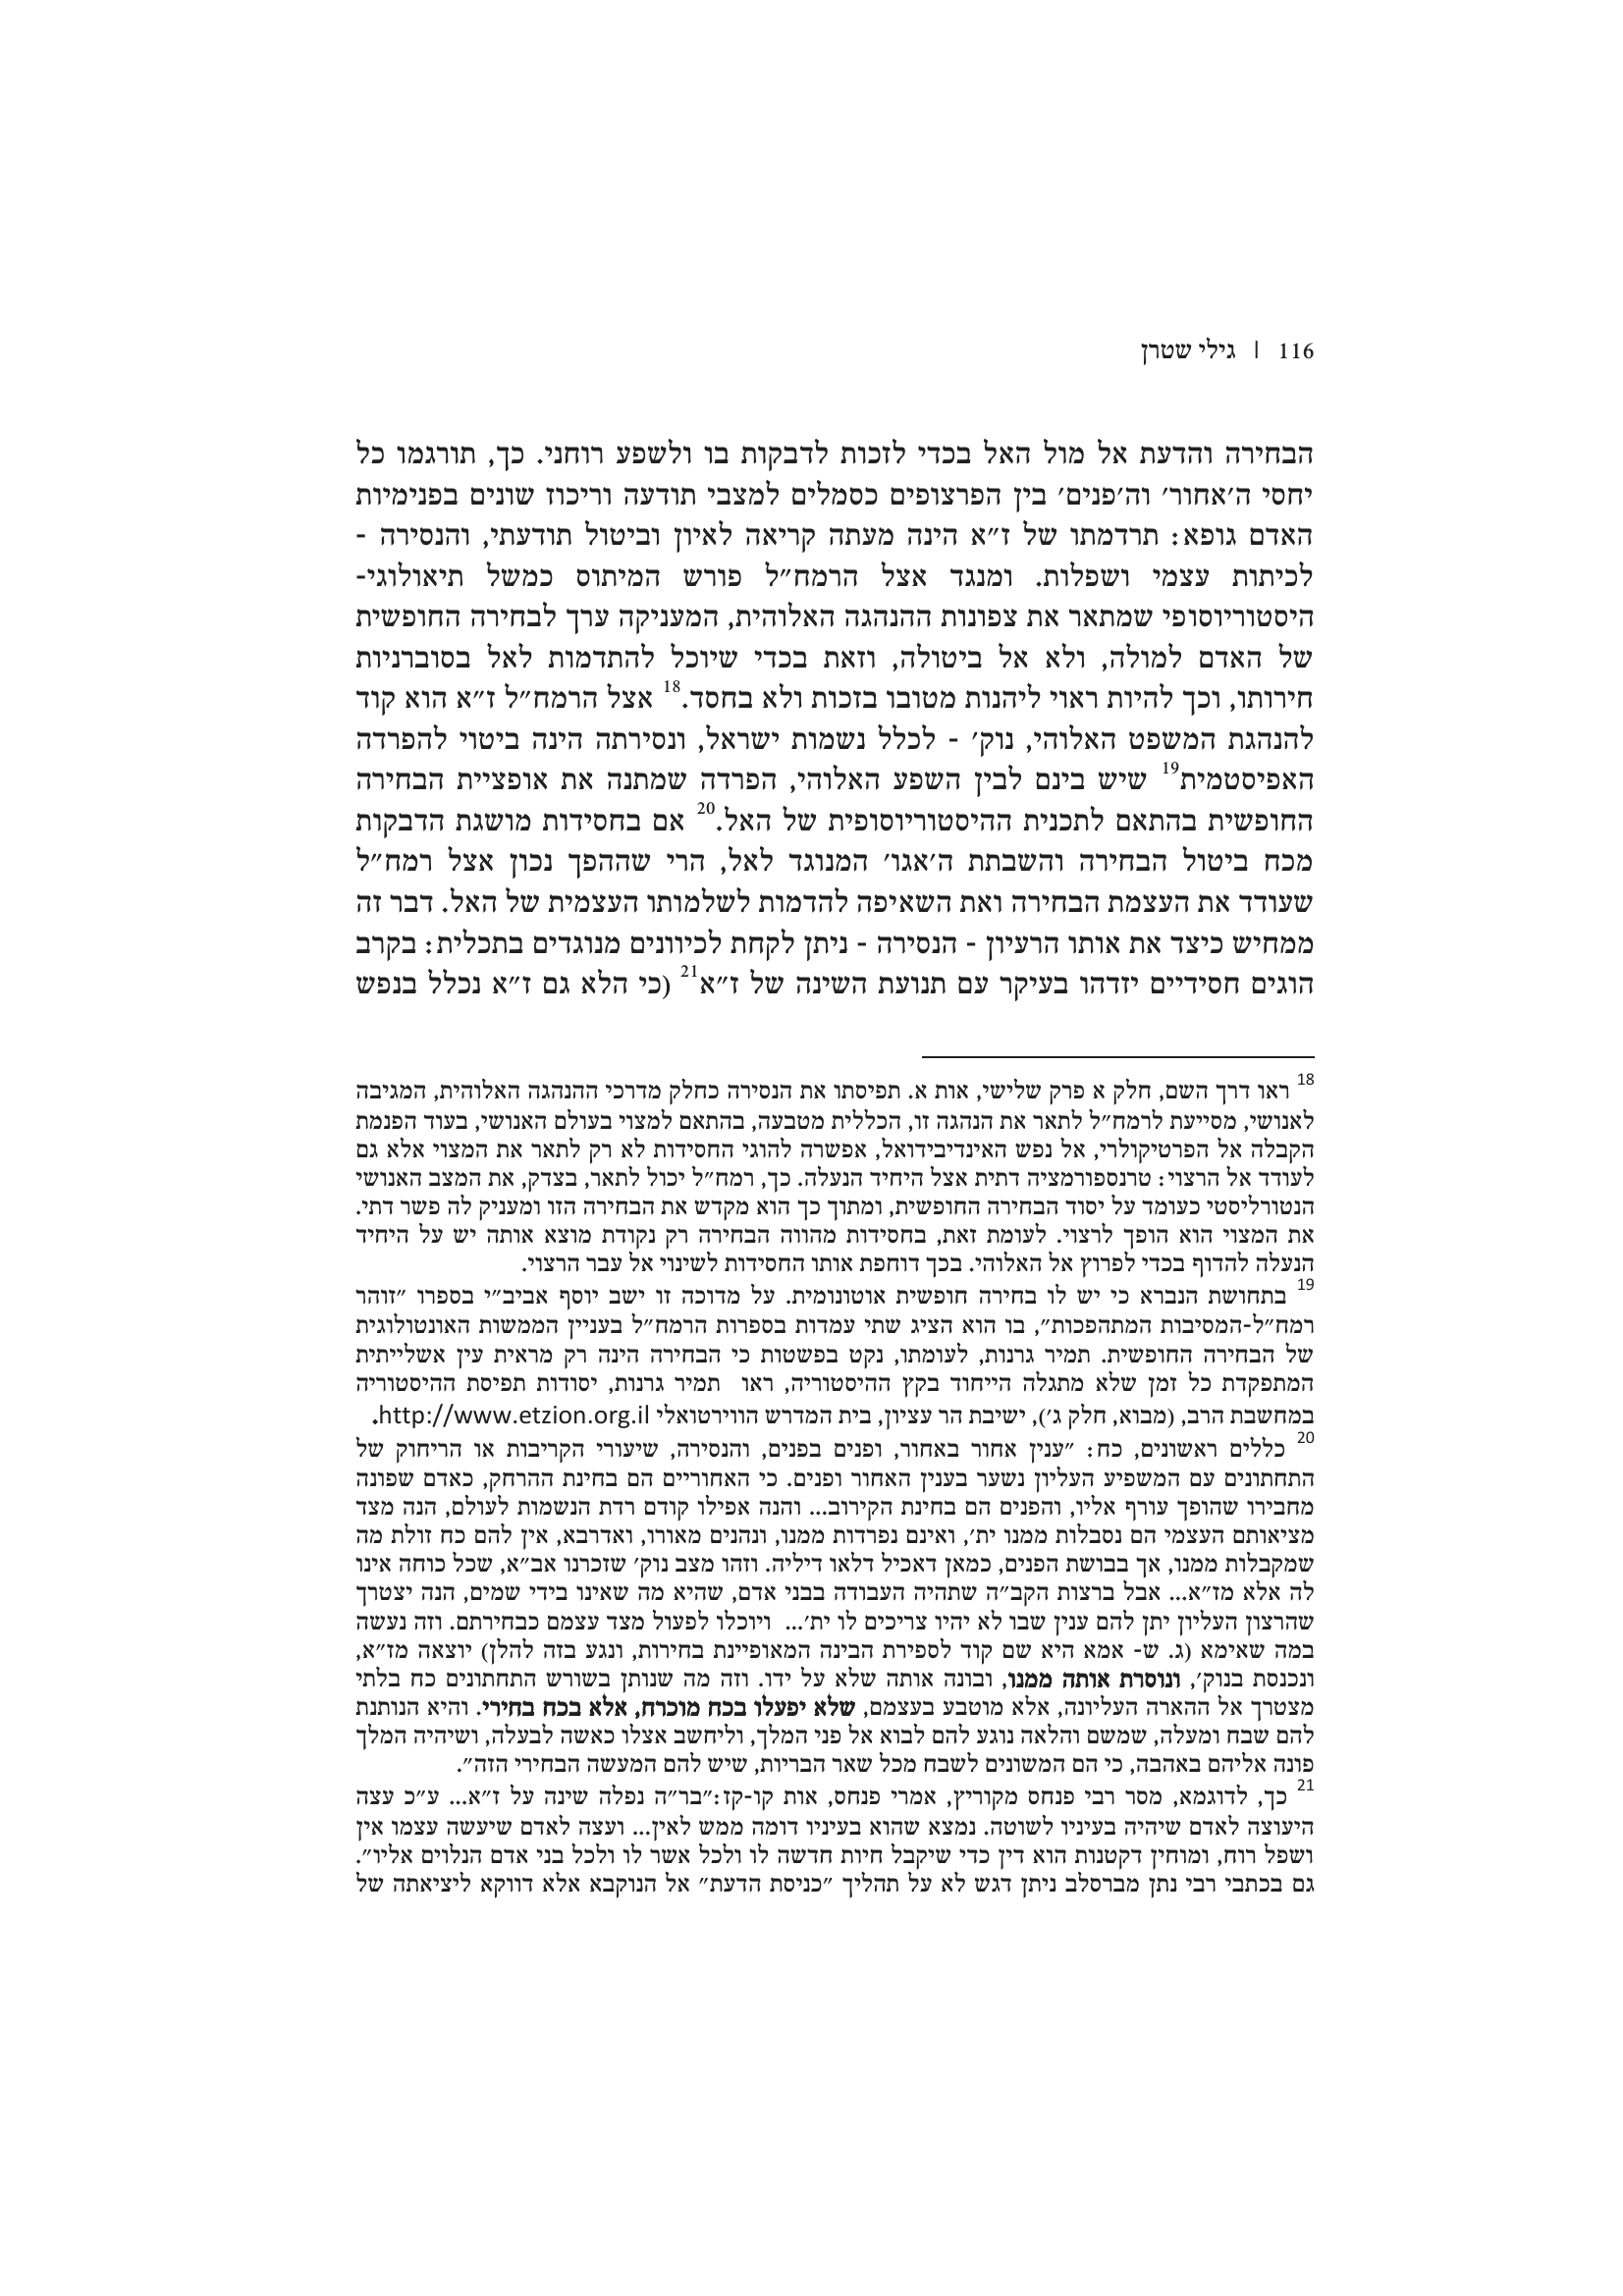 116 | גילי שטרן
הבחירה והדעת אל מול האל בכדי לזכות לדבקות בו ולשפע רוחני. כך, תורגמו כל
יחסי ה׳אחור׳ וה׳פנים׳ בין הפרצופים כסמלים למצבי תודעה וריכוז שונים בפנימיות
האדם גופא: תרדמתו של ז״א הינה מעתה קריאה לאיון וביטול תודעתי, והנסירה -
לכיתות עצמי ושפלות. ומנגד אצל הרמח״ל פורש המיתוס כמשל תיאולוגי-
היסטוריוסופי שמתאר את צפונות ההנהגה האלוהית, המעניקה ערך לבחירה החופשית
של האדם למולה, ולא אל ביטולה, וזאת בכדי שיוכל להתדמות לאל בסוברניות
חירותו, וכך להיות ראוי ליהנות מטובו בזכות ולא בחסד.18 אצל הרמח״ל ז״א הוא קוד
להנהגת המשפט האלוהי, נוק׳ - לכלל נשמות ישראל, ונסירתה הינה ביטוי להפרדה
האפיסטמית19 שיש בינם לבין השפע האלוהי, הפרדה שמתנה את אופציית הבחירה
החופשית בהתאם לתכנית ההיסטוריוסופית של האל.20 אם בחסידות מושגת הדבקות
מכח ביטול הבחירה והשבתת ה׳אגו׳ המנוגד לאל, הרי שההפך נכון אצל רמח״ל
שעודד את העצמת הבחירה ואת השאיפה להדמות לשלמותו העצמית של האל. דבר זה
ממחיש כיצד את אותו הרעיון - הנסירה - ניתן לקחת לכיוונים מנוגדים בתכלית: בקרב
הוגים חסידיים יזדהו בעיקר עם תנועת השינה של ז״א21 (כי הלא גם ז״א נכלל בנפש
18 ראו דרך השם, חלק א פרק שלישי, אות א. תפיסתו את הנסירה כחלק מדרכי ההנהגה האלוהית, המגיבה
לאנושי, מסייעת לרמח״ל לתאר את הנהגה זו, הכללית מטבעה, בהתאם למצוי בעולם האנושי, בעוד הפנמת
הקבלה אל הפרטיקולרי, אל נפש האינדיבידואל, אפשרה להוגי החסידות לא רק לתאר את המצוי אלא גם
לעודד אל הרצוי: טרנספורמציה דתית אצל היחיד הנעלה. כך, רמח״ל יכול לתאר, בצדק, את המצב האנושי
הנטורליסטי כעומד על יסוד הבחירה החופשית, ומתוך כך הוא מקדש את הבחירה הזו ומעניק לה פשר דתי.
את המצוי הוא הופך לרצוי. לעומת זאת, בחסידות מהווה הבחירה רק נקודת מוצא אותה יש על היחיד
הנעלה להדוף בכדי לפרוץ אל האלוהי. בכך דוחפת אותו החסידות לשינוי אל עבר הרצוי.
19 בתחושת הנברא כי יש לו בחירה חופשית אוטונומית. על מדוכה זו ישב יוסף אביב״י בספרו ״זוהר
רמח״ל-המסיבות המתהפכות״, בו הוא הציג שתי עמדות בספרות הרמח״ל בעניין הממשות האונטולוגית
של הבחירה החופשית. תמיר גרנות, לעומתו, נקט בפשטות כי הבחירה הינה רק מראית עין אשלייתית
המתפקדת כל זמן שלא מתגלה הייחוד בקץ ההיסטוריה, ראו תמיר גרנות, יסודות תפיסת ההיסטוריה
במחשבת הרב, (מבוא, חלק ג׳), ישיבת הר עציון, בית המדרש הווירטואלי http://www.etzion.org.il.
20 כללים ראשונים, כח: ״ענין אחור באחור, ופנים בפנים, והנסירה, שיעורי הקריבות או הריחוק של
התחתונים עם המשפיע העליון נשער בענין האחור ופנים. כי האחוריים הם בחינת ההרחק, כאדם שפונה
מחבירו שהופך עורף אליו, והפנים הם בחינת הקירוב... והנה אפילו קודם רדת הנשמות לעולם, הנה מצד
מציאותם העצמי הם נסבלות ממנו ית׳, ואינם נפרדות ממנו, ונהנים מאורו, ואדרבא, אין להם כח זולת מה
שמקבלות ממנו, אך בבושת הפנים, כמאן דאכיל דלאו דיליה. וזהו מצב נוק׳ שזכרנו אב״א, שכל כוחה אינו
לה אלא מז״א... אבל ברצות הקב״ה שתהיה העבודה בבני אדם, שהיא מה שאינו בידי שמים, הנה יצטרך
שהרצון העליון יתן להם ענין שבו לא יהיו צריכים לו ית׳... ויוכלו לפעול מצד עצמם כבחירתם. וזה נעשה
במה שאימא (ג. ש- אמא היא שם קוד לספירת הבינה המאופיינת בחירות, ונגע בזה להלן) יוצאה מז״א,
ונכנסת בנוק׳, ונוסרת אותה ממנו, ובונה אותה שלא על ידו. וזה מה שנותן בשורש התחתונים כח בלתי
מצטרך אל ההארה העליונה, אלא מוטבע בעצמם, שלא יפעלו בכח מוכרח, אלא בכח בחירי. והיא הנותנת
להם שבח ומעלה, שמשם והלאה נוגע להם לבוא אל פני המלך, וליחשב אצלו כאשה לבעלה, ושיהיה המלך
פונה אליהם באהבה, כי הם המשונים לשבח מכל שאר הבריות, שיש להם המעשה הבחירי הזה״.
21 כך, לדוגמא, מסר רבי פנחס מקוריץ, אמרי פנחס, אות קו-קז:״בר״ה נפלה שינה על ז״א... ע״כ עצה
היעוצה לאדם שיהיה בעיניו לשוטה. נמצא שהוא בעיניו דומה ממש לאין... ועצה לאדם שיעשה עצמו אין
ושפל רוח, ומוחין דקטנות הוא דין כדי שיקבל חיות חדשה לו ולכל אשר לו ולכל בני אדם הנלוים אליו״.
גם בכתבי רבי נתן מברסלב ניתן דגש לא על תהליך ״כניסת הדעת״ אל הנוקבא אלא דווקא ליציאתה של